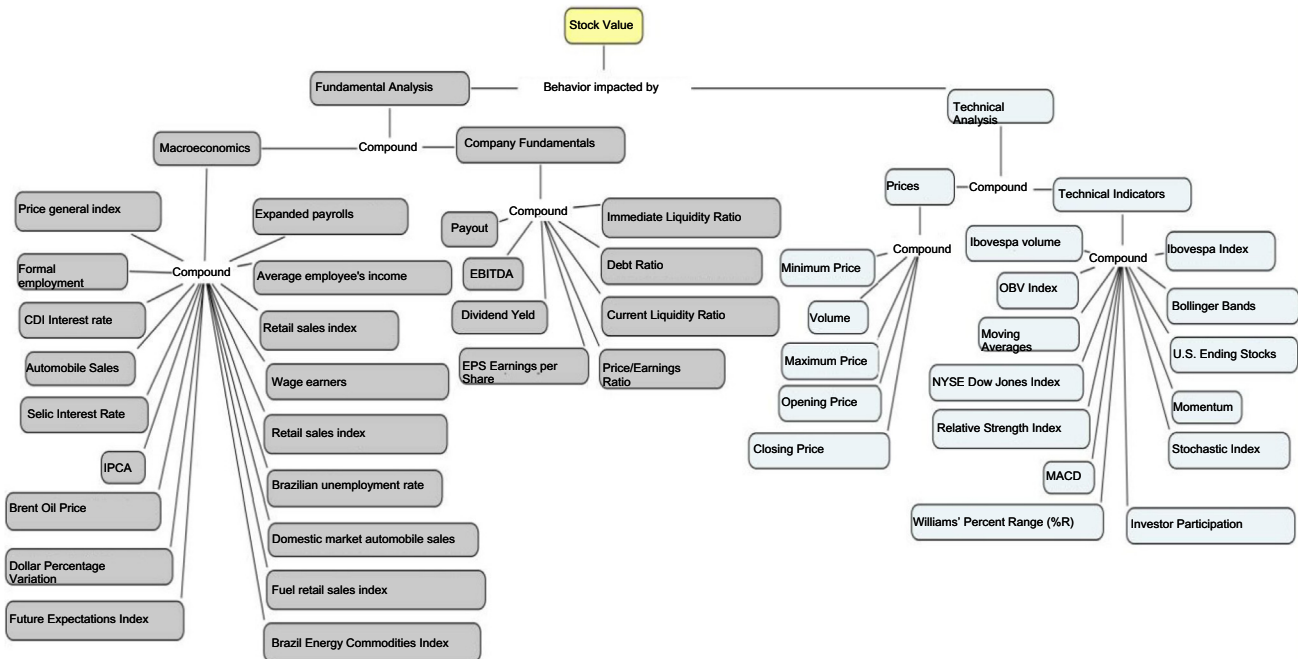 Stock Value
Fundamental Analysis
Behavior impacted by
Technical
Analysis
Macroeconomics
Compound
Company Fundamentals
Prices
Compound
Technical Indicators
Price general index
Expanded payrolls
Formal
employment
Compound
Average employee's income
CDI Interest rate
Retail sales index
Automobile Sales
Wage earners
Selic Interest Rate
Retail sales index
IPCA
Brazilian unemployment rate
Brent Oil Price
Domestic market automobile sales
Dollar Percentage
Variation
Fuel retail sales index
Future Expectations Index
Brazil Energy Commodities Index
Payout
Compound
Immediate Liquidity Ratio
EBITDA
Debt Ratio
Dividend Yeld
Current Liquidity Ratio
EPS Earnings per
Share
Price/Earnings
Ratio
Compound
Minimum Price
Volume
Maximum Price
Opening Price
Closing Price
Ibovespa volume
Compound
Ibovespa Index
OBV Index
Bollinger Bands
Moving
Averages
U.S. Ending Stocks
NYSE Dow Jones Index
Momentum
Relative Strength Index
Stochastic Index
MACD
Williams' Percent Range (%R)
Investor Participation